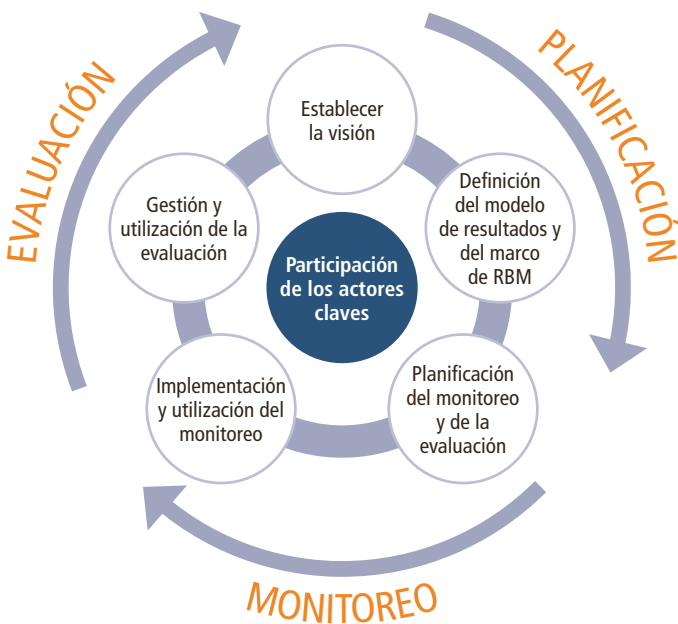 EVALUACIÓN
PLANIFICACIÓN
Establecer
la visión
Definición
del modelo
de resultados y
del marco
de RBM
Gestión y
utilización de la
evaluación
Participación
de los actores
claves
Implementación
y utilización del
monitoreo
Planificación
del monitoreo
y de la
evaluación
MONITOREO